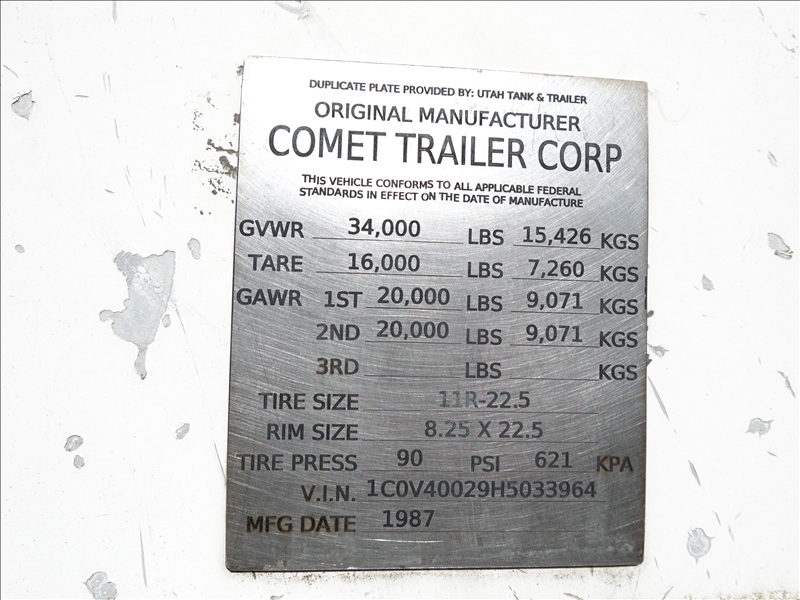 DUPLICATE PLATE PROVIDED BY: UTAH TANK & TRAILER
ORIGINAL MANUFACTURER
COMET TRAILER CORP
THIS VEHICLE CONFORMS TO ALL APPLICABLE FEDERAL
STANDARDS IN EFFECT ON THE DATE OF MANUFACTURE
GVWR 34,000 LBS 15,426 KGS
TARE 16,000 LBS 7,260 KGS
GAWR 1ST 20,000 LBS 9,071 KGS
2ND 20,000 LBS 9,071 KGS
3RD LBS KGS
TIRE SIZE 11R-22.5
RIM SIZE 8.25 X 22.5
TIRE PRESS 90 PSI 621 KPA
V.I.N. 1C0V40029H5033964
MFG DATE 1987